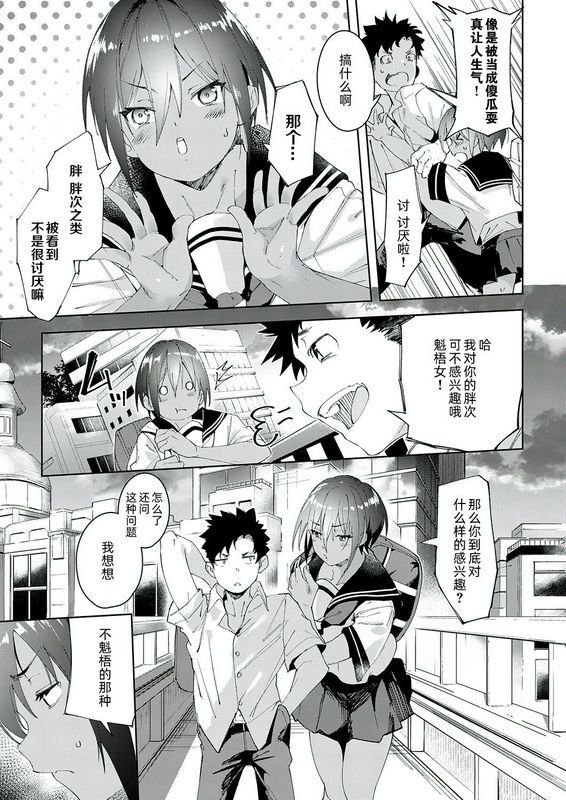 像是被当成傻瓜耍
真让人生气！
讨 讨厌啦！
搞什么啊
那个…
胖 胖次之类
被看到
不是很讨厌嘛
哈
我对你的胖次
可不感兴趣哦
魁梧女！
那么你到底对
什么样的感兴趣？
怎么了
还问
这种问题
我想想
不魁梧的那种